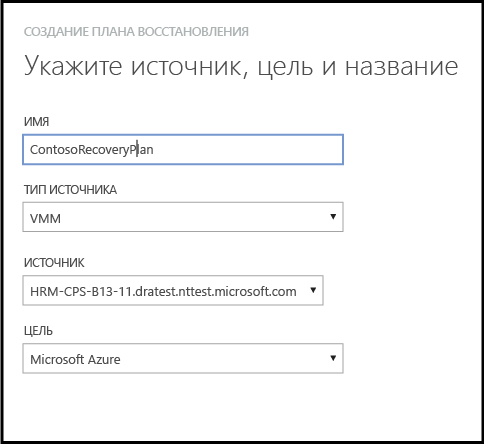 СОЗДАНИЕ ПЛАНА ВОССТАНОВЛЕНИЯ
Укажите источник, цель и название
ИМЯ
ContosoRecoveryPlan
ТИП ИСТОЧНИКА
VMM
ИСТОЧНИК
HRM-CPS-B13-11.dratest.nttest.microsoft.com
ЦЕЛЬ
Microsoft Azure